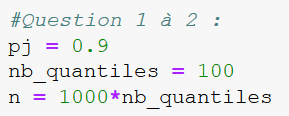 #Question 1 à 2 :
pj = 0.9
nb_quantiles = 100
n = 1000*nb_quantiles